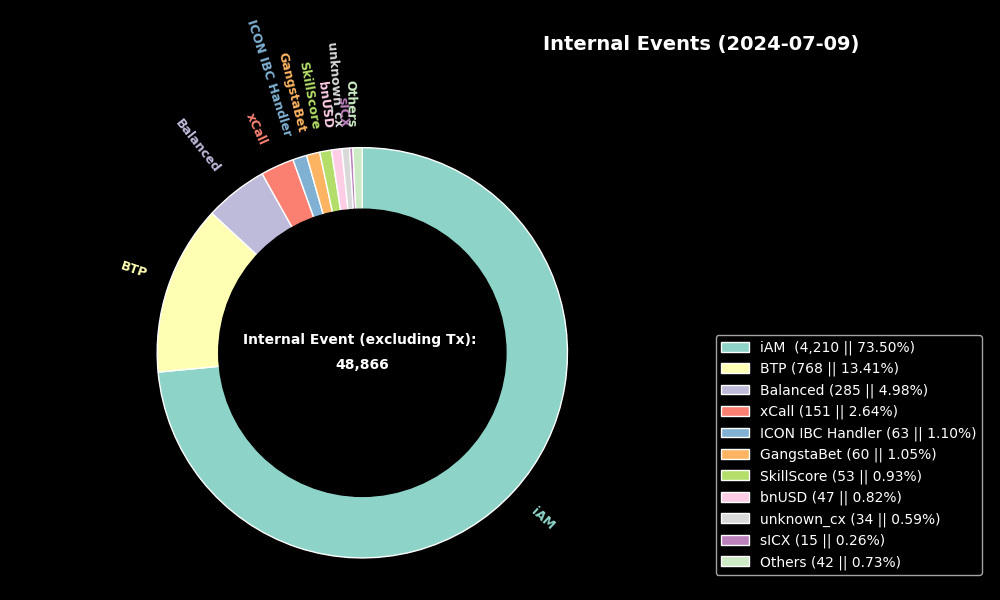 Internal Events (2024-07-09)
ICON IBC Handler
GangstaBet
SkillScore
bnUSD
unknown_cx
sICX
Others
xCall
Balanced
BTP
iAM
Internal Event (excluding Tx):
48,866
iAM  (4,210 || 73.50%)
BTP (768 || 13.41%)
Balanced (285 || 4.98%)
xCall (151 || 2.64%)
ICON IBC Handler (63 || 1.10%)
GangstaBet (60 || 1.05%)
SkillScore (53 || 0.93%)
bnUSD (47 || 0.82%)
unknown_cx (34 || 0.59%)
sICX (15 || 0.26%)
Others (42 || 0.73%)